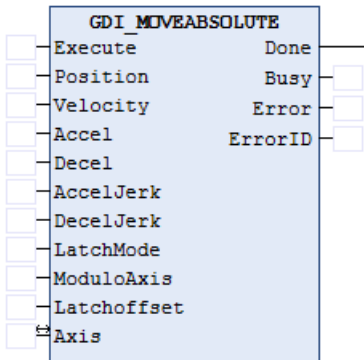 GDI_MOVEABSOLUTE
Execute Done
Position Busy
Velocity Error
Accel ErrorID
Decel
AccelJerk
DecelJerk
LatchMode
ModuloAxis
Latchoffset
Axis